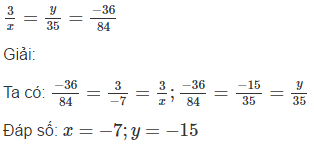 3/x = y/35 = -36/84
Giải:
Ta có: -36/84 = 3/-7 = 3/x ; -36/84 = -15/35 = y/35
Đáp số: x = -7; y = -15